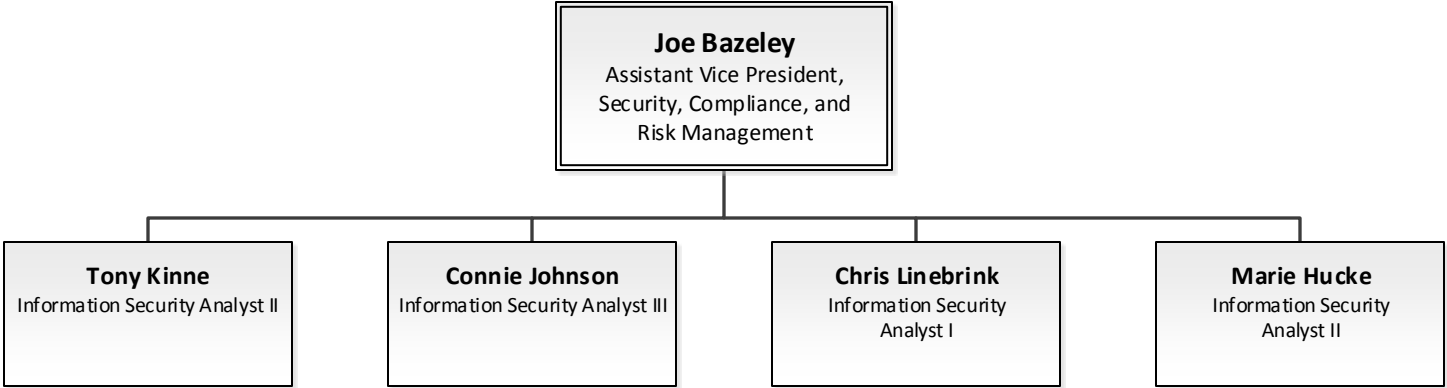 Joe Bazeley
Assistant Vice President,
Security, Compliance, and
Risk Management
Tony Kinne
Information Security Analyst II
Connie Johnson
Information Security Analyst III
Chris Linebrink
Information Security
Analyst I
Marie Hucke
Information Security
Analyst II